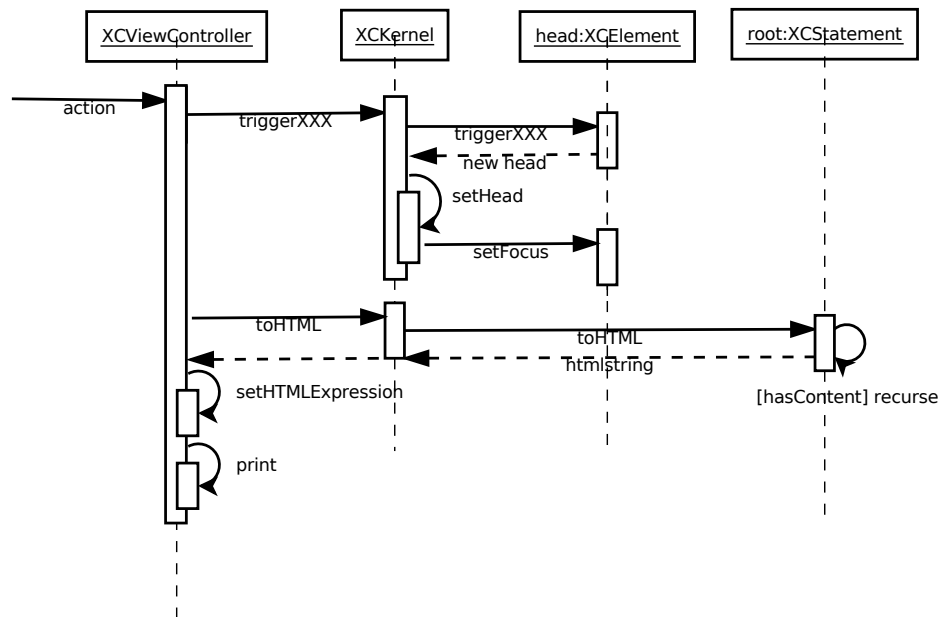 XCViewController
XCKernel
head:XCElement
root:XCStatement
action
triggerXXX
triggerXXX
new head
setHead
setFocus
toHTML
toHTML
htmlstring
setHTMLExpression
[hasContent] recurse
print